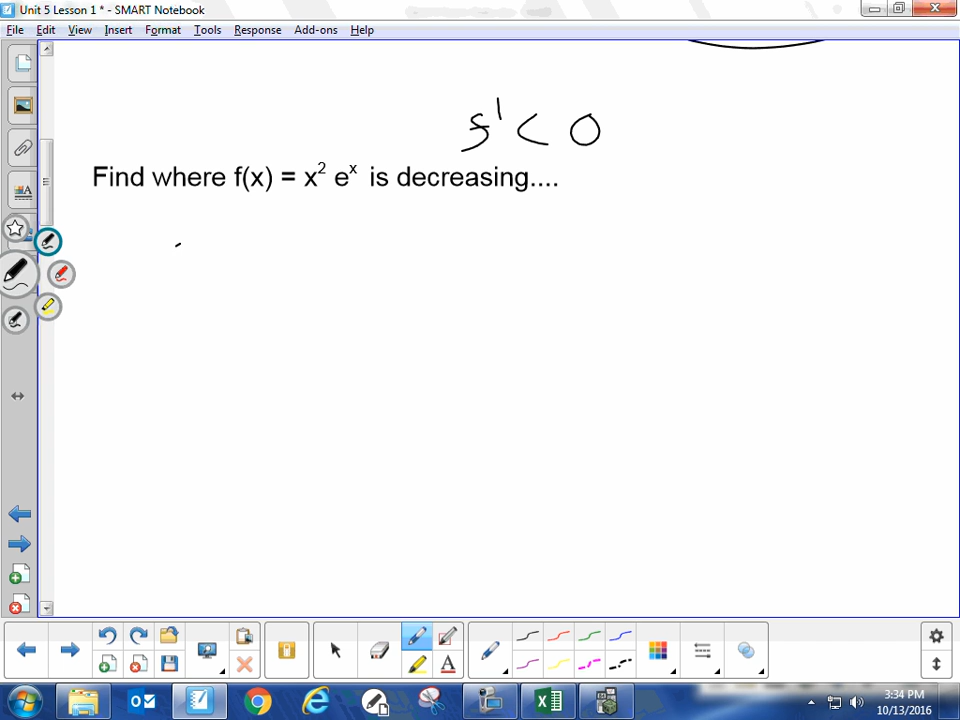 Unit 5 Lesson 1 * - SMART Notebook
File Edit View Insert Format Tools Response Add-ons Help
f' < 0
Find where f(x) = x² eˣ is decreasing....
A
3:34 PM
10/13/2016